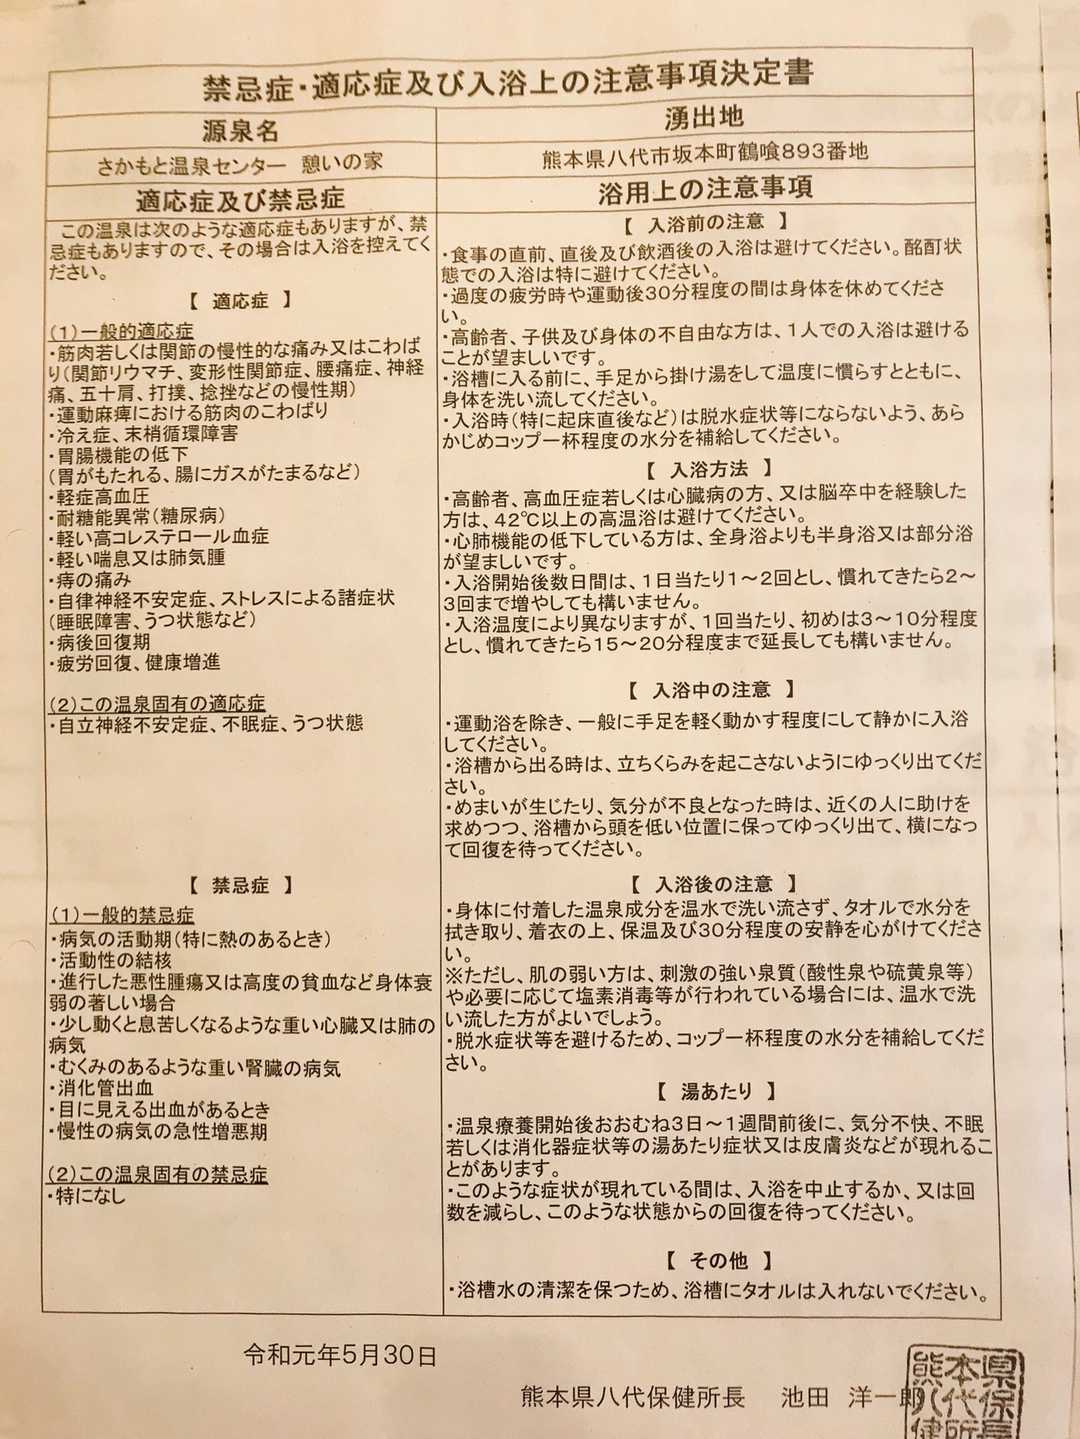 禁忌症・適応症及び入浴上の注意事項決定書
源泉名
湧出地
さかもと温泉センター 憩いの家
熊本県八代市坂本町鶴喰893番地
適応症及び禁忌症
浴用上の注意事項
この温泉は次のような適応症もありますが、禁
忌症もありますので、その場合は入浴を控えてく
ださい。
【 適応症 】
(1)一般的適応症
・筋肉若しくは関節の慢性的な痛み又はこわば
り(関節リウマチ、変形性関節症、腰痛症、神経
痛、五十肩、打撲、捻挫などの慢性期)
・運動麻痺における筋肉のこわばり
・冷え症、末梢循環障害
・胃腸機能の低下
(胃がもたれる、腸にガスがたまるなど)
・軽症高血圧
・耐糖能異常(糖尿病)
・軽い高コレステロール血症
・軽い喘息又は肺気腫
・痔の痛み
・自律神経不安定症、ストレスによる諸症状
(睡眠障害、うつ状態など)
・病後回復期
・疲労回復、健康増進
(2)この温泉固有の適応症
・自立神経不安定症、不眠症、うつ状態
【 禁忌症 】
(1)一般的禁忌症
・病気の活動期(特に熱のあるとき)
・活動性の結核
・進行した悪性腫瘍又は高度の貧血など身体衰
弱の著しい場合
・少し動くと息苦しくなるような重い心臓又は肺の
病気
・むくみのあるような重い腎臓の病気
・消化管出血
・目に見える出血があるとき
・慢性の病気の急性増悪期
(2)この温泉固有の禁忌症
・特になし
【 入浴前の注意 】
・食事の直前、直後及び飲酒後の入浴は避けてください。酩酊状
態での入浴は特に避けてください。
・過度の疲労時や運動後30分程度の間は身体を休めてくださ
い。
・高齢者、子供及び身体の不自由な方は、1人での入浴は避ける
ことが望ましいです。
・浴槽に入る前に、手足から掛け湯をして温度に慣らすとともに、
身体を洗い流してください。
・入浴時(特に起床直後など)は脱水症状等にならないよう、あら
かじめコップ一杯程度の水分を補給してください。
【 入浴方法 】
・高齢者、高血圧症若しくは心臓病の方、又は脳卒中を経験した
方は、42℃以上の高温浴は避けてください。
・心肺機能の低下している方は、全身浴よりも半身浴又は部分浴
が望ましいです。
・入浴開始後数日間は、1日当たり1〜2回とし、慣れてきたら2〜
3回まで増やしても構いません。
・入浴温度により異なりますが、1回当たり、初めは3〜10分程度
とし、慣れてきたら15〜20分程度まで延長しても構いません。
【 入浴中の注意 】
・運動浴を除き、一般に手足を軽く動かす程度にして静かに入浴
してください。
・浴槽から出る時は、立ちくらみを起こさないようにゆっくり出てくだ
さい。
・めまいが生じたり、気分が不良となった時は、近くの人に助けを
求めつつ、浴槽から頭を低い位置に保ってゆっくり出て、横になっ
て回復を待ってください。
【 入浴後の注意 】
・身体に付着した温泉成分を温水で洗い流さず、タオルで水分を
拭き取り、着衣の上、保温及び30分程度の安静を心がけてくださ
い。
※ただし、肌の弱い方は、刺激の強い泉質(酸性泉や硫黄泉等)
や必要に応じて塩素消毒等が行われている場合には、温水で洗
い流した方がよいでしょう。
・脱水症状等を避けるため、コップ一杯程度の水分を補給してくだ
さい。
【 湯あたり 】
・温泉療養開始後おおむね3日〜1週間前後に、気分不快、不眠
若しくは消化器症状等の湯あたり症状又は皮膚炎などが現れるこ
とがあります。
・このような症状が現れている間は、入浴を中止するか、又は回
数を減らし、このような状態からの回復を待ってください。
【 その他 】
・浴槽水の清潔を保つため、浴槽にタオルは入れないでください。
令和元年5月30日
熊本県八代保健所長 池田 洋一郎
熊本県
八代保
健所長